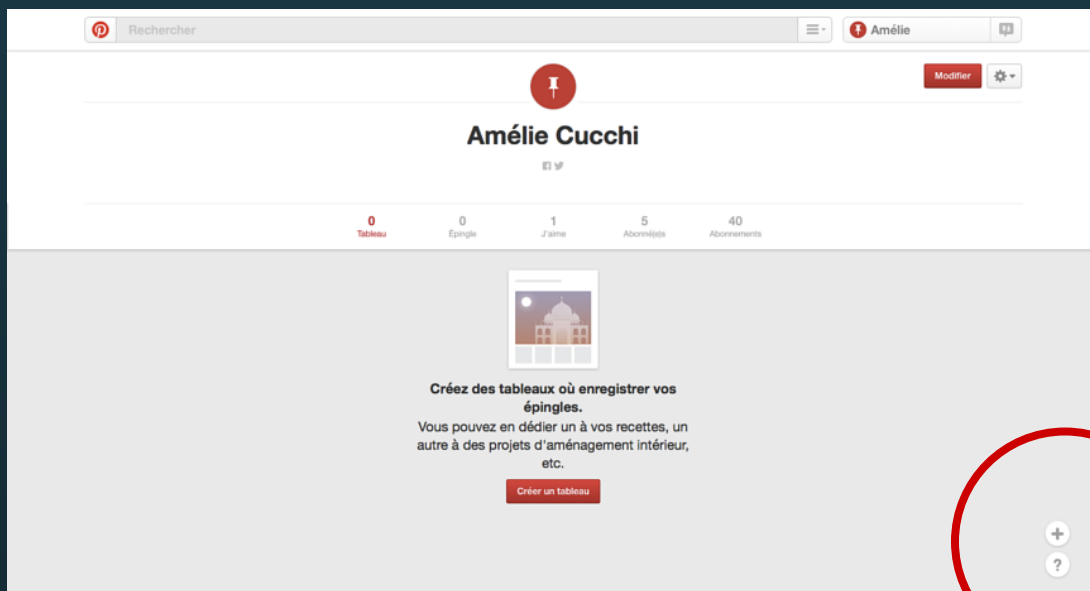 Rechercher
Amélie
Modifier
Amélie Cucchi
0 0 1 5 40
Tableau Épingle J'aime Abonné(e)s Abonnements
Créez des tableaux où enregistrer vos
épingles.
Vous pouvez en dédier un à vos recettes, un
autre à des projets d'aménagement intérieur,
etc.
Créer un tableau
+
?